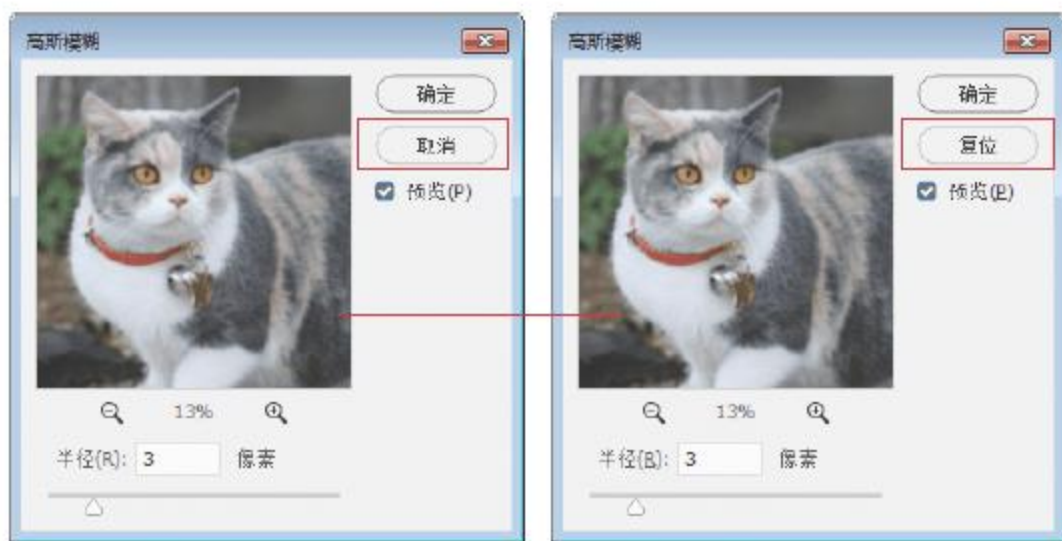 高斯模糊
确定
取消
预览(P)
13%
半径(R): 3 像素
高斯模糊
确定
复位
预览(P)
13%
半径(R): 3 像素